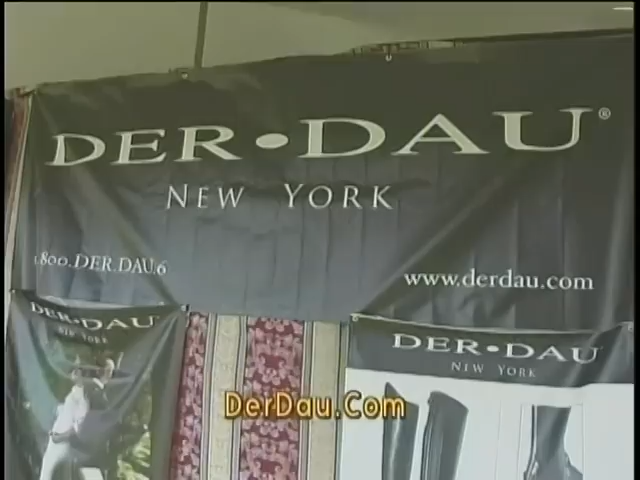 DER•DAU®
NEW YORK
1.800.DER.DAU.6
www.derdau.com
DER•DAU
NEW YORK
DER•DAU
NEW YORK
DerDau.Com